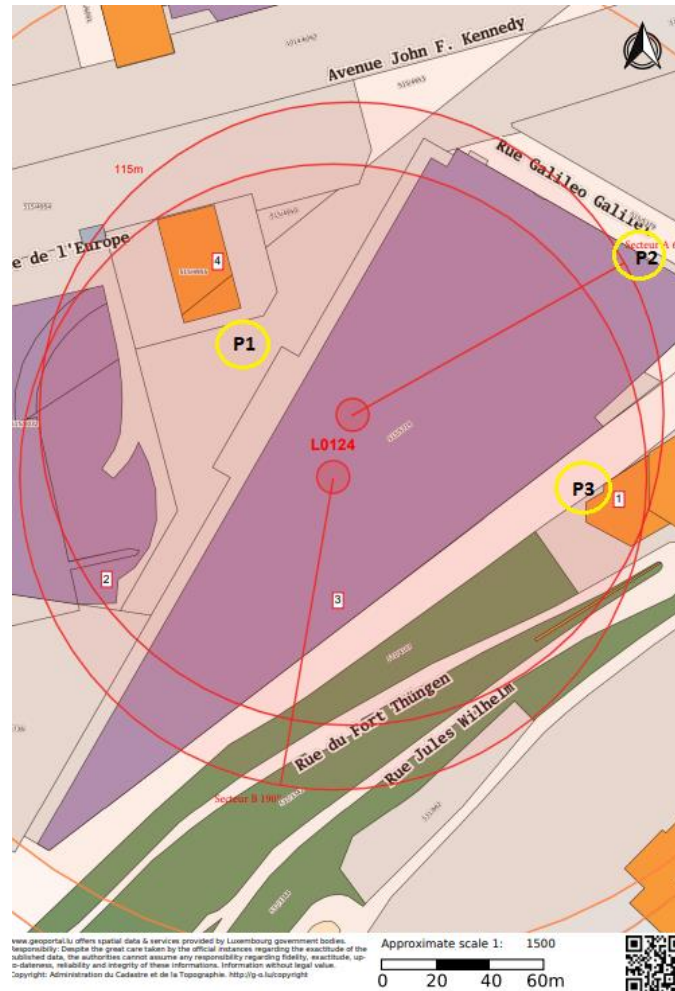 Avenue John F. Kennedy
115m
Rue Galileo Galilei
e de l'Europe
Secteur A 6
P2
4
P1
L0124
P3
1
2
3
Rue du Fort Thüngen
Rue Jules Wilhelm
Secteur B 190
www.geoportal.lu offers spatial data & services provided by Luxembourg government bodies.
Responsibiliy: Despite the great care taken by the official instances regarding the exactitude of the
published data, the authorities cannot assume any responsibility regarding fidelity, exactitude, up-
to-dateness, reliability and integrity of these informations. Information without legal value.
Copyright: Administration du Cadastre et de la Topographie. http://g-o.lu/copyright
Approximate scale 1: 1500
0 20 40 60m